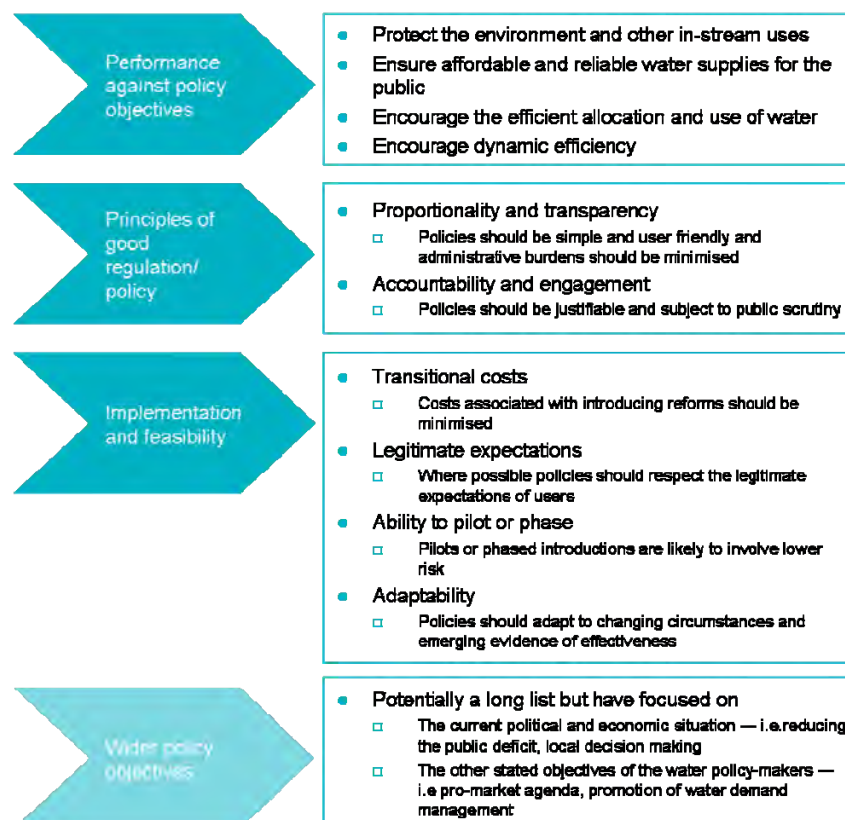 Performance
against policy
objectives
• Protect the environment and other in-stream uses
• Ensure affordable and reliable water supplies for the
public
• Encourage the efficient allocation and use of water
• Encourage dynamic efficiency
Principles of
good
regulation/
policy
• Proportionality and transparency
□ Policies should be simple and user friendly and
administrative burdens should be minimised
• Accountability and engagement
□ Policies should be justifiable and subject to public scrutiny
Implementation
and feasibility
• Transitional costs
□ Costs associated with introducing reforms should be
minimised
• Legitimate expectations
□ Where possible policies should respect the legitimate
expectations of users
• Ability to pilot or phase
□ Pilots or phased introductions are likely to involve lower
risk
• Adaptability
□ Policies should adapt to changing circumstances and
emerging evidence of effectiveness
Wider policy
objectives
• Potentially a long list but have focused on
□ The current political and economic situation — i.e.reducing
the public deficit, local decision making
□ The other stated objectives of the water policy-makers —
i.e pro-market agenda, promotion of water demand
management